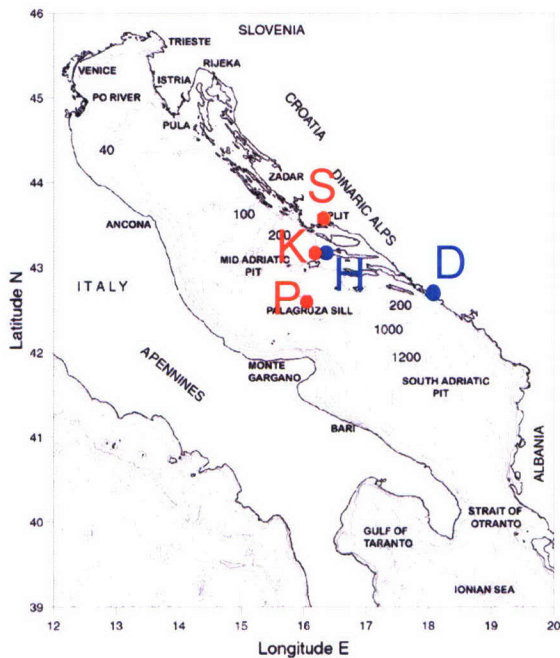 SLOVENIA
TRIESTE
VENICE
RIJEKA
ISTRIA
PO RIVER
PULA
CROATIA
40
ZADAR
DINARIC ALPS
S
PLIT
100
200
ANCONA
K
MID ADRIATIC
PIT
H
D
ITALY
P
PALAGRUZA SILL
200
1000
1200
APENNINES
MONTE
GARGANO
SOUTH ADRIATIC
PIT
BARI
ALBANIA
STRAIT OF
OTRANTO
GULF OF
TARANTO
IONIAN SEA
46
45
44
43
42
41
40
39
Latitude N
12 13 14 15 16 17 18 19 20
Longitude E